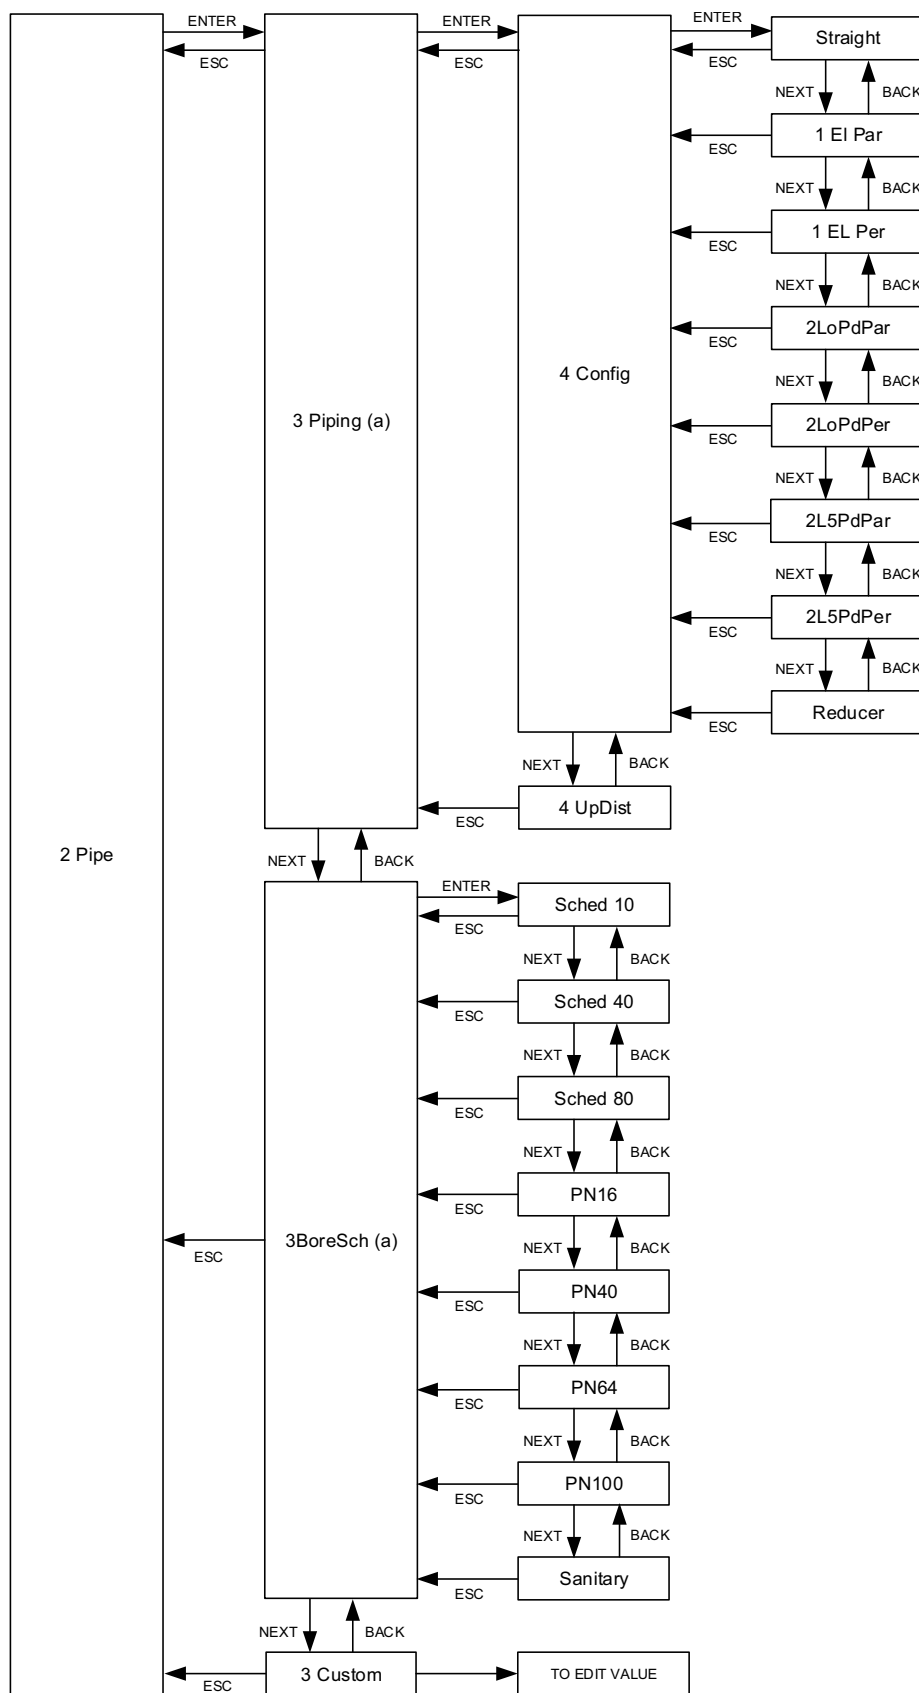 ENTER
ENTER
ENTER
Straight
ESC
ESC
ESC
NEXT
BACK
1 El Par
ESC
NEXT
BACK
1 EL Per
ESC
NEXT
BACK
2LoPdPar
ESC
4 Config
NEXT
BACK
3 Piping (a)
2LoPdPer
ESC
NEXT
BACK
2L5PdPar
ESC
NEXT
BACK
2L5PdPer
ESC
NEXT
BACK
Reducer
ESC
NEXT
BACK
4 UpDist
ESC
2 Pipe
NEXT
BACK
ENTER
Sched 10
ESC
NEXT
BACK
Sched 40
ESC
NEXT
BACK
Sched 80
ESC
NEXT
BACK
PN16
ESC
3BoreSch (a)
ESC
NEXT
BACK
PN40
ESC
NEXT
BACK
PN64
ESC
NEXT
BACK
PN100
ESC
NEXT
BACK
Sanitary
ESC
NEXT
BACK
3 Custom
TO EDIT VALUE
ESC